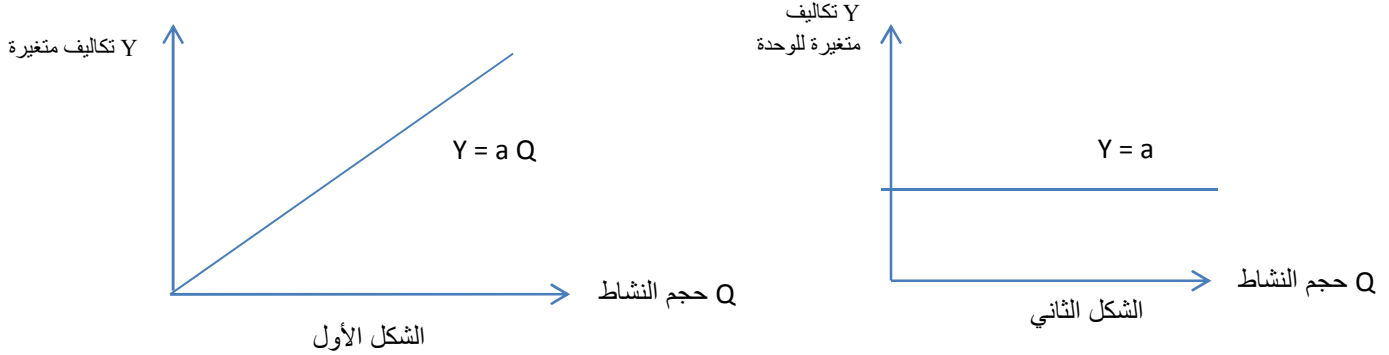 Y تكاليف متغيرة
Y = a Q
Q حجم النشاط
الشكل الأول
Y تكاليف
متغيرة للوحدة
Y = a
Q حجم النشاط
الشكل الثاني